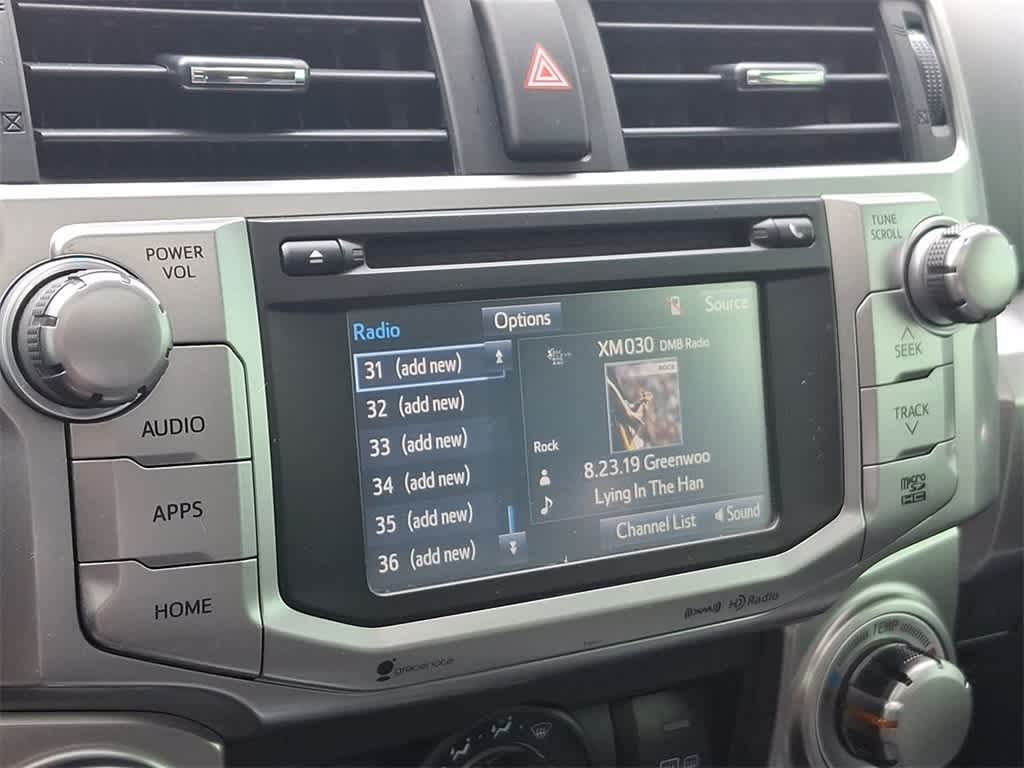 POWER
VOL
AUDIO
APPS
HOME
Radio
Options
Source
31 (add new)
32 (add new)
33 (add new)
34 (add new)
35 (add new)
36 (add new)
XM030 DMB Radio
ROCK
Rock
8.23.19 Greenwoo
Lying In The Han
Channel List
Sound
TUNE
SCROLL
SEEK
TRACK
micro
SD
HC
gracenote
((SiriusXM))
HD Radio
TEMP